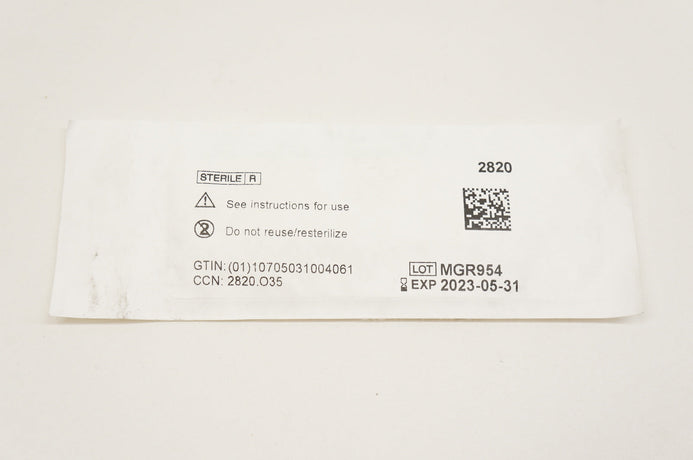 2820
STERILE R
See instructions for use
Do not reuse/resterilize
GTIN: (01)10705031004061
CCN: 2820.O35
LOT MGR954
EXP 2023-05-31